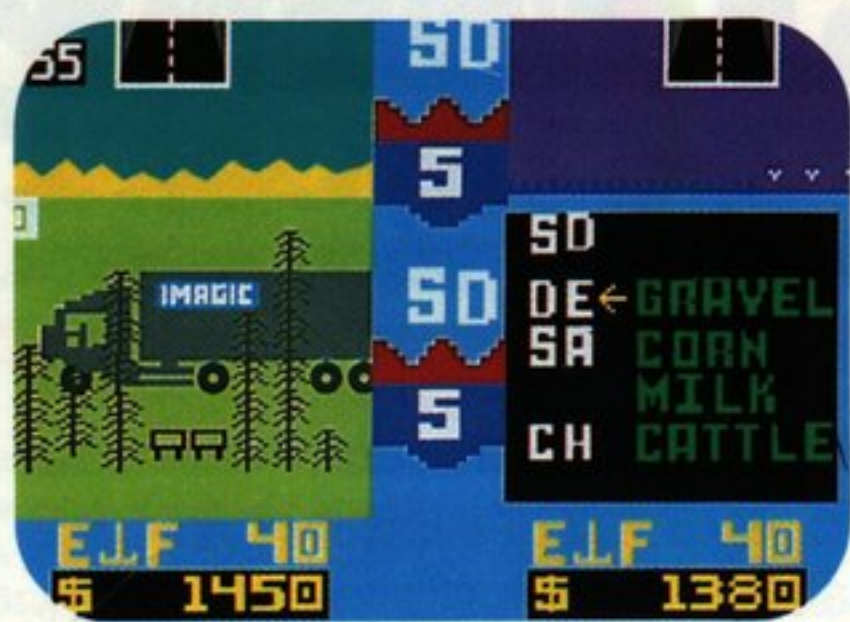 55
SD
5
IMAGIC
SD
5
SD
DE ← GRAVEL
SA CORN
MILK
CH CATTLE
E⊥F 40
$ 1450
E⊥F 40
$ 1380